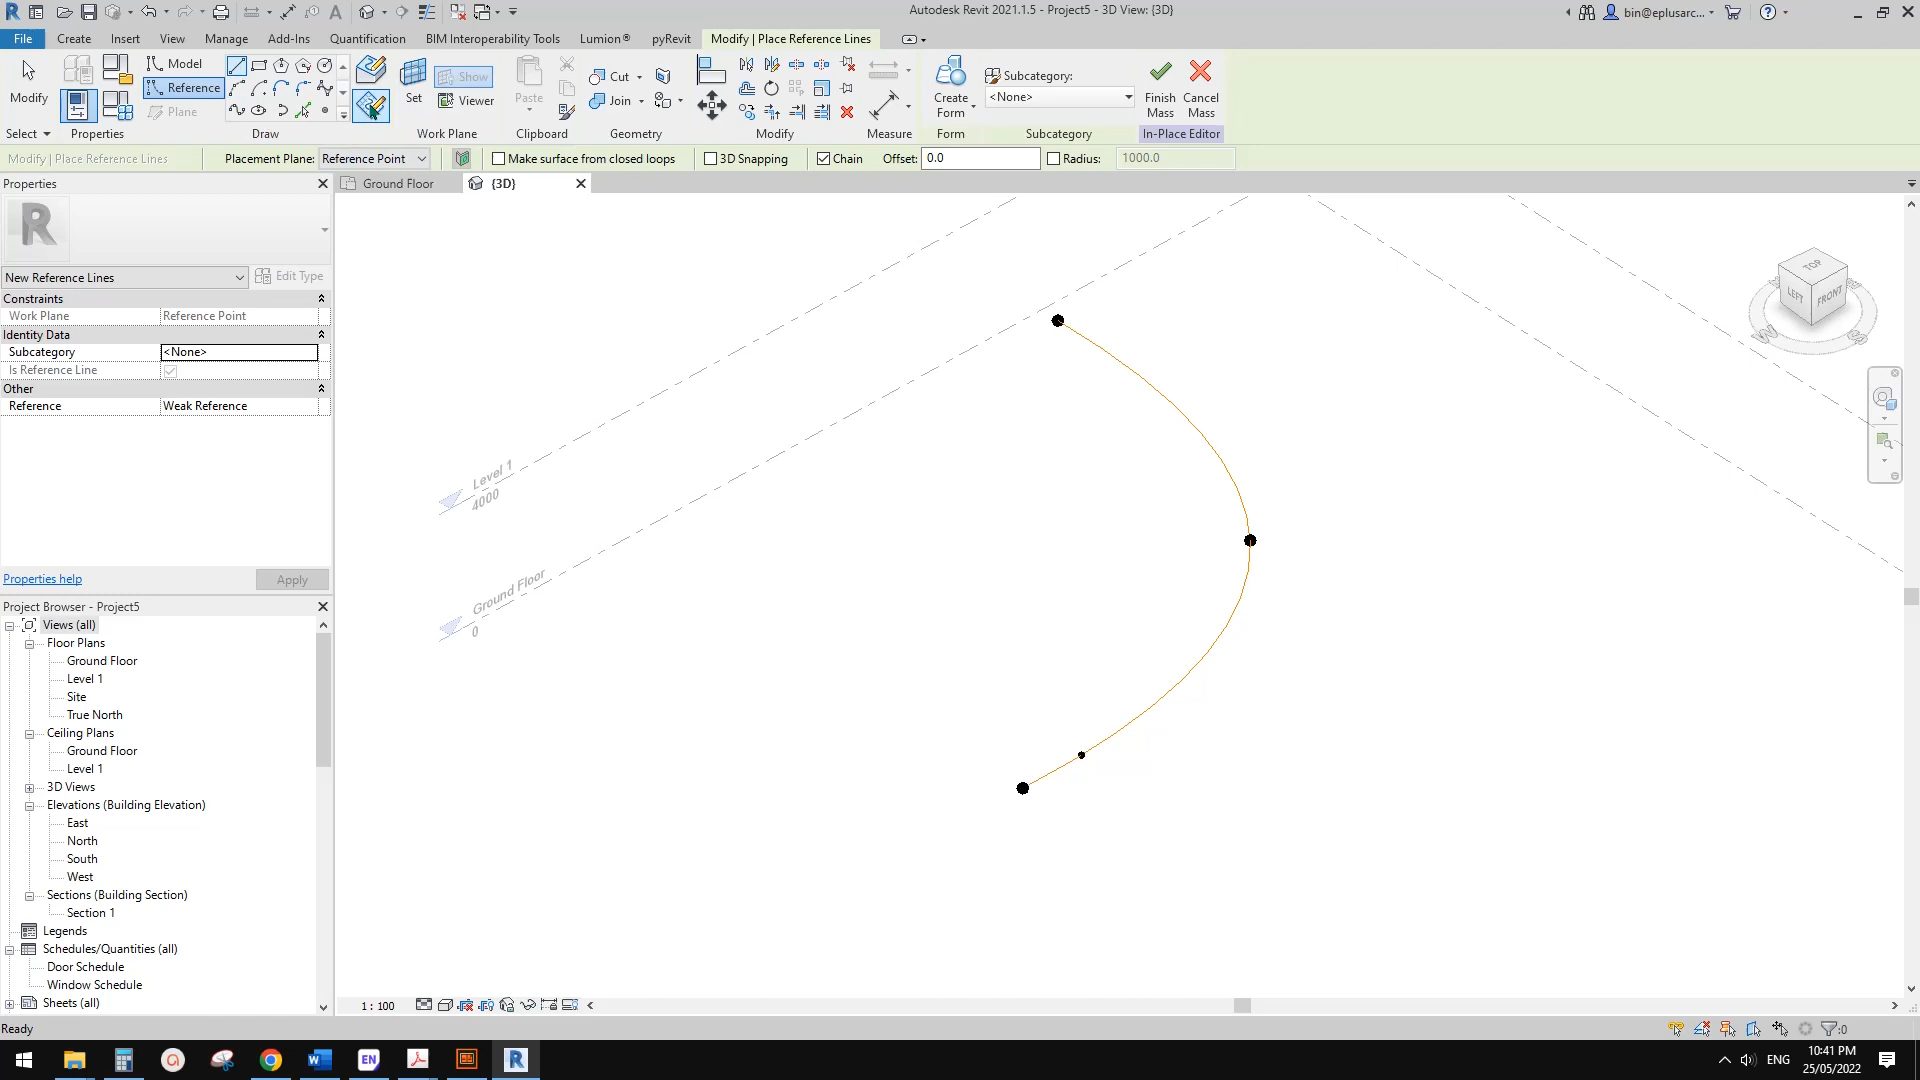 Autodesk Revit 2021.1.5 - Project5 - 3D View: {3D}
bin@eplusarc...
File Create Insert View Manage Add-Ins Quantification BIM Interoperability Tools Lumion® pyRevit Modify | Place Reference Lines
Modify
Select
Properties
Model
Reference
Plane
Draw
Set
Show
Viewer
Work Plane
Paste
Clipboard
Cut
Join
Geometry
Modify
Measure
Create Form
Form
Subcategory:
<None>
Subcategory
Finish Mass
Cancel Mass
In-Place Editor
Modify | Place Reference Lines
Placement Plane: Reference Point
Make surface from closed loops
3D Snapping
Chain
Offset: 0.0
Radius: 1000.0
Properties
Ground Floor
{3D}
New Reference Lines
Edit Type
Constraints
Work Plane Reference Point
Identity Data
Subcategory <None>
Is Reference Line
Other
Reference Weak Reference
Properties help
Apply
Project Browser - Project5
Views (all)
Floor Plans
Ground Floor
Level 1
Site
True North
Ceiling Plans
Ground Floor
Level 1
3D Views
Elevations (Building Elevation)
East
North
South
West
Sections (Building Section)
Section 1
Legends
Schedules/Quantities (all)
Door Schedule
Window Schedule
Sheets (all)
Level 1
4000
Ground Floor
0
TOP
LEFT
FRONT
W
S
1 : 100
Ready
:0
EN
ENG
10:41 PM
25/05/2022